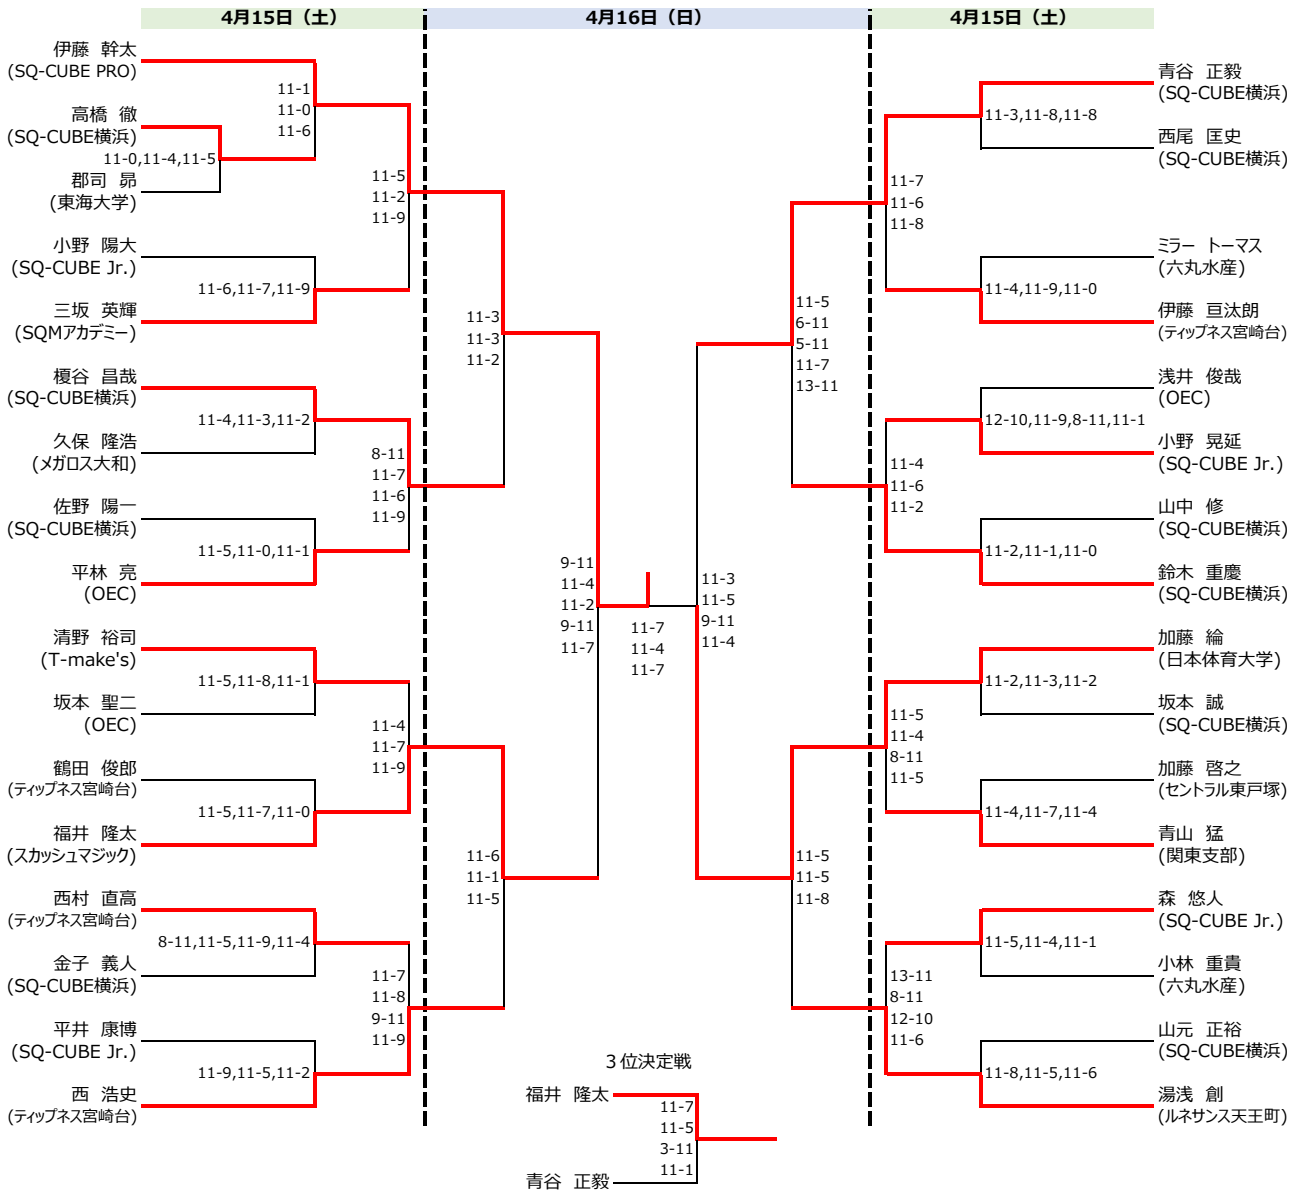 4月15日（土）
4月16日（日）
4月15日（土）
伊藤 幹太
(SQ-CUBE PRO)
高橋 徹
(SQ-CUBE横浜)
郡司 昴
(東海大学)
小野 陽大
(SQ-CUBE Jr.)
三坂 英輝
(SQMアカデミー)
榎谷 昌哉
(SQ-CUBE横浜)
久保 隆浩
(メガロス大和)
佐野 陽一
(SQ-CUBE横浜)
平林 亮
(OEC)
清野 裕司
(T-make's)
坂本 聖二
(OEC)
鶴田 俊郎
(ティップネス宮崎台)
福井 隆太
(スカッシュマジック)
西村 直高
(ティップネス宮崎台)
金子 義人
(SQ-CUBE横浜)
平井 康博
(SQ-CUBE Jr.)
西 浩史
(ティップネス宮崎台)
11-1
11-0
11-6
11-0,11-4,11-5
11-6,11-7,11-9
11-4,11-3,11-2
11-5,11-0,11-1
11-5,11-8,11-1
11-5,11-7,11-0
8-11,11-5,11-9,11-4
11-9,11-5,11-2
11-5
11-2
11-9
8-11
11-7
11-6
11-9
11-4
11-7
11-9
11-7
11-8
9-11
11-9
11-3
11-3
11-2
11-6
11-1
11-5
9-11
11-4
11-2
9-11
11-7
11-7
11-4
11-7
11-3
11-5
9-11
11-4
11-5
6-11
5-11
11-7
13-11
11-5
11-5
11-8
11-7
11-6
11-8
11-4
11-6
11-2
11-5
11-4
8-11
11-5
13-11
8-11
12-10
11-6
11-3,11-8,11-8
11-4,11-9,11-0
12-10,11-9,8-11,11-1
11-2,11-1,11-0
11-2,11-3,11-2
11-4,11-7,11-4
11-5,11-4,11-1
11-8,11-5,11-6
青谷 正毅
(SQ-CUBE横浜)
西尾 匡史
(SQ-CUBE横浜)
ミラー トーマス
(六丸水産)
伊藤 亘汰朗
(ティップネス宮崎台)
浅井 俊哉
(OEC)
小野 晃延
(SQ-CUBE Jr.)
山中 修
(SQ-CUBE横浜)
鈴木 重慶
(SQ-CUBE横浜)
加藤 綸
(日本体育大学)
坂本 誠
(SQ-CUBE横浜)
加藤 啓之
(セントラル東戸塚)
青山 猛
(関東支部)
森 悠人
(SQ-CUBE Jr.)
小林 重貴
(六丸水産)
山元 正裕
(SQ-CUBE横浜)
湯浅 創
(ルネサンス天王町)
３位決定戦
福井 隆太
11-7
11-5
3-11
11-1
青谷 正毅